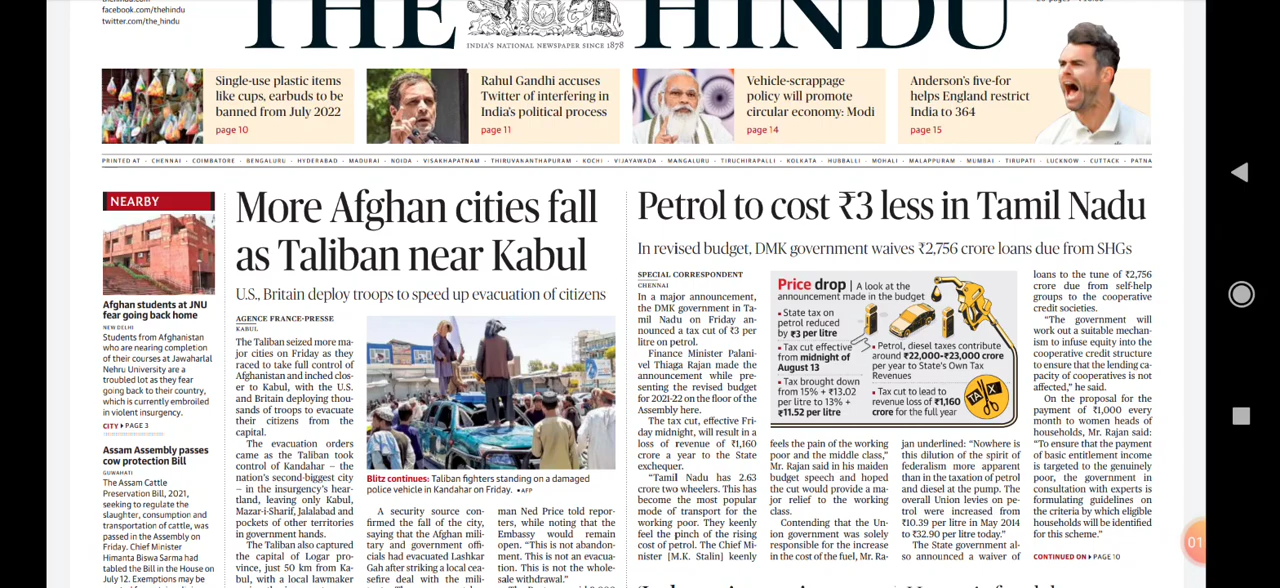 facebook.com/thehindu
twitter.com/the_hindu
THE HINDU
INDIA'S NATIONAL NEWSPAPER SINCE 1878
Single-use plastic items
like cups, earbuds to be
banned from July 2022
page 10
Rahul Gandhi accuses
Twitter of interfering in
India's political process
page 11
Vehicle-scrappage
policy will promote
circular economy: Modi
page 14
Anderson's five-for
helps England restrict
India to 364
page 15
PRINTED AT • CHENNAI • COIMBATORE • BENGALURU • HYDERABAD • MADURAI • NOIDA • VISAKHAPATNAM • THIRUVANANTHAPURAM • KOCHI • VIJAYAWADA • MANGALURU • TIRUCHIRAPALLI • KOLKATA • HUBBALLI • MOHALI • MALAPPURAM • MUMBAI • TIRUPATI • LUCKNOW • CUTTACK • PATNA
NEARBY
Afghan students at JNU
fear going back home
NEW DELHI
Students from Afghanistan
who are nearing completion
of their courses at Jawaharlal
Nehru University are a
troubled lot as they fear
going back to their country,
which is currently embroiled
in violent insurgency.
CITY ▸ PAGE 3
Assam Assembly passes
cow protection Bill
GUWAHATI
The Assam Cattle
Preservation Bill, 2021,
seeking to regulate the
slaughter, consumption and
transportation of cattle, was
passed in the Assembly on
Friday. Chief Minister
Himanta Biswa Sarma had
tabled the Bill in the House on
July 12. Exemptions may be
More Afghan cities fall
as Taliban near Kabul
U.S., Britain deploy troops to speed up evacuation of citizens
AGENCE FRANCE-PRESSE
KABUL
The Taliban seized more ma-
jor cities on Friday as they
raced to take full control of
Afghanistan and inched clos-
er to Kabul, with the U.S.
and Britain deploying thou-
sands of troops to evacuate
their citizens from the
capital.
The evacuation orders
came as the Taliban took
control of Kandahar – the
nation's second-biggest city
– in the insurgency's heart-
land, leaving only Kabul,
Mazar-i-Sharif, Jalalabad and
pockets of other territories
in government hands.
The Taliban also captured
the capital of Logar pro-
vince, just 50 km from Ka-
bul, with a local lawmaker
Blitz continues: Taliban fighters standing on a damaged
police vehicle in Kandahar on Friday. • AFP
A security source con-
firmed the fall of the city,
saying that the Afghan mili-
tary and government offi-
cials had evacuated Lashkar
Gah after striking a local cea-
sefire deal with the mili-
man Ned Price told repor-
ters, while noting that the
Embassy would remain
open. "This is not abandon-
ment. This is not an evacua-
tion. This is not the whole-
sale withdrawal."
Petrol to cost ₹3 less in Tamil Nadu
In revised budget, DMK government waives ₹2,756 crore loans due from SHGs
SPECIAL CORRESPONDENT
CHENNAI
In a major announcement,
the DMK government in Ta-
mil Nadu on Friday an-
nounced a tax cut of ₹3 per
litre on petrol.
Finance Minister Palani-
vel Thiaga Rajan made the
announcement while pre-
senting the revised budget
for 2021-22 on the floor of the
Assembly here.
The tax cut, effective Fri-
day midnight, will result in a
loss of revenue of ₹1,160
crore a year to the State
exchequer.
"Tamil Nadu has 2.63
crore two wheelers. This has
become the most popular
mode of transport for the
working poor. They keenly
feel the pinch of the rising
cost of petrol. The Chief Mi-
nister [M.K. Stalin] keenly
Price drop | A look at the
announcement made in the budget
▪ State tax on
petrol reduced
by ₹3 per litre
▪ Tax cut effective
from midnight of
August 13
▪ Tax brought down
from 15% + ₹13.02
per litre to 13% +
₹11.52 per litre
▪ Petrol, diesel taxes contribute
around ₹22,000-₹23,000 crore
per year to State's Own Tax
Revenues
▪ Tax cut to lead to
revenue loss of ₹1,160
crore for the full year
TAX
feels the pain of the working
poor and the middle class,"
Mr. Rajan said in his maiden
budget speech and hoped
the cut would provide a ma-
jor relief to the working
class.
Contending that the Un-
ion government was solely
responsible for the increase
in the cost of the fuel, Mr. Ra-
jan underlined: "Nowhere is
this dilution of the spirit of
federalism more apparent
than in the taxation of petrol
and diesel at the pump. The
overall Union levies on pe-
trol were increased from
₹10.39 per litre in May 2014
to ₹32.90 per litre today."
The State government al-
so announced a waiver of
loans to the tune of ₹2,756
crore due from self-help
groups to the cooperative
credit societies.
"The government will
work out a suitable mechan-
ism to infuse equity into the
cooperative credit structure
to ensure that the lending ca-
pacity of cooperatives is not
affected," he said.
On the proposal for the
payment of ₹1,000 every
month to women heads of
households, Mr. Rajan said:
"To ensure that the payment
of basic entitlement income
is targeted to the genuinely
poor, the government in
consultation with experts is
formulating guidelines on
the criteria by which eligible
households will be identified
for this scheme."
CONTINUED ON ▸ PAGE 10
01